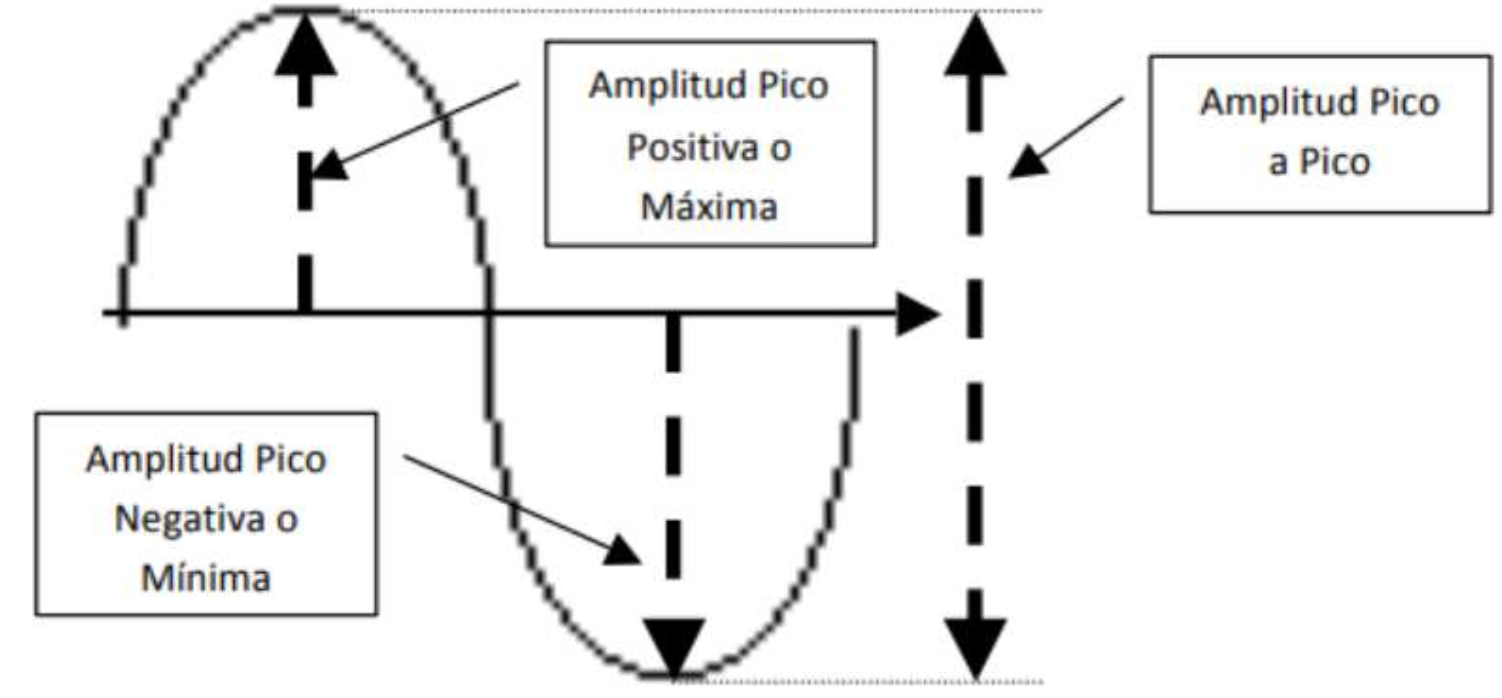 Amplitud Pico
Positiva o
Máxima
Amplitud Pico
a Pico
Amplitud Pico
Negativa o
Mínima